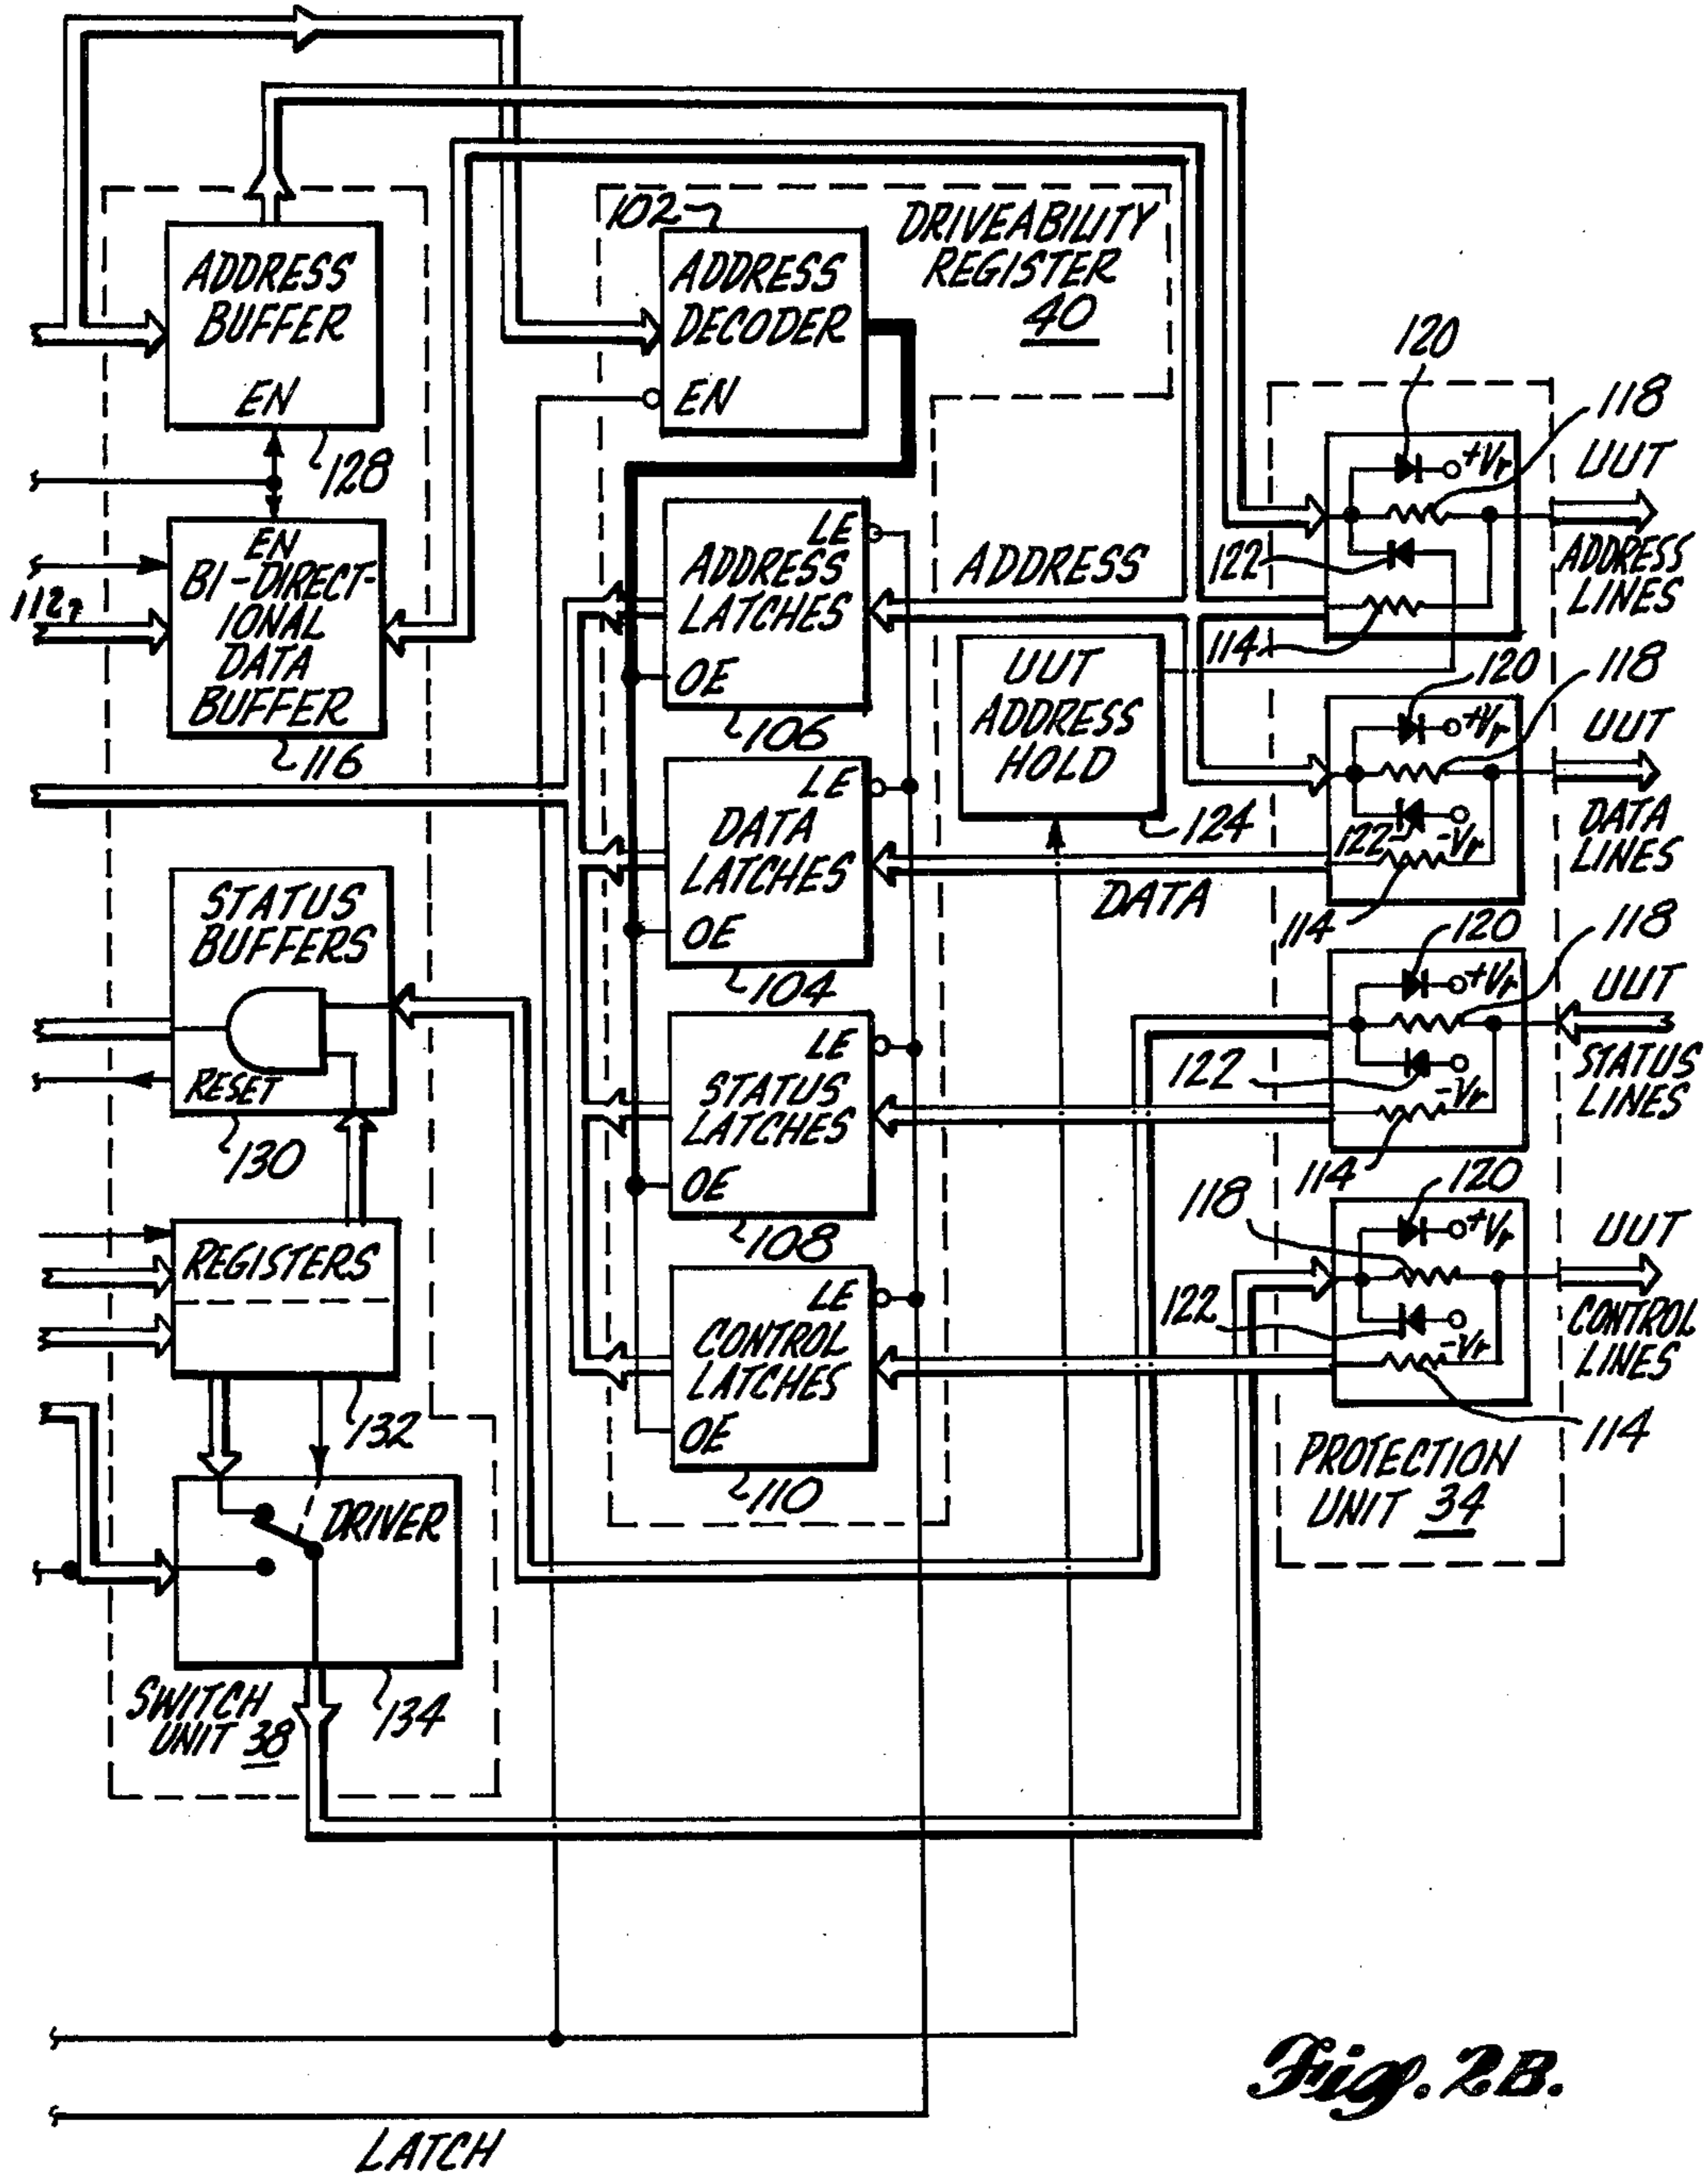 102
DRIVEABILITY
REGISTER
40
ADDRESS
BUFFER
EN
128
ADDRESS
DECODER
EN
120
118
+Vr
UUT
ADDRESS
LINES
122
114
112
EN
BI-DIRECT-
IONAL
DATA
BUFFER
116
LE
ADDRESS
LATCHES
OE
106
ADDRESS
UUT
ADDRESS
HOLD
124
120
118
+Vr
UUT
DATA
LINES
122
-Vr
114
LE
DATA
LATCHES
OE
104
DATA
STATUS
BUFFERS
RESET
130
120
118
+Vr
UUT
STATUS
LINES
122
-Vr
114
LE
STATUS
LATCHES
OE
108
REGISTERS
132
118
120
+Vr
UUT
CONTROL
LINES
122
-Vr
114
LE
CONTROL
LATCHES
OE
110
PROTECTION
UNIT 34
DRIVER
134
SWITCH
UNIT 38
LATCH
Fig. 2B.